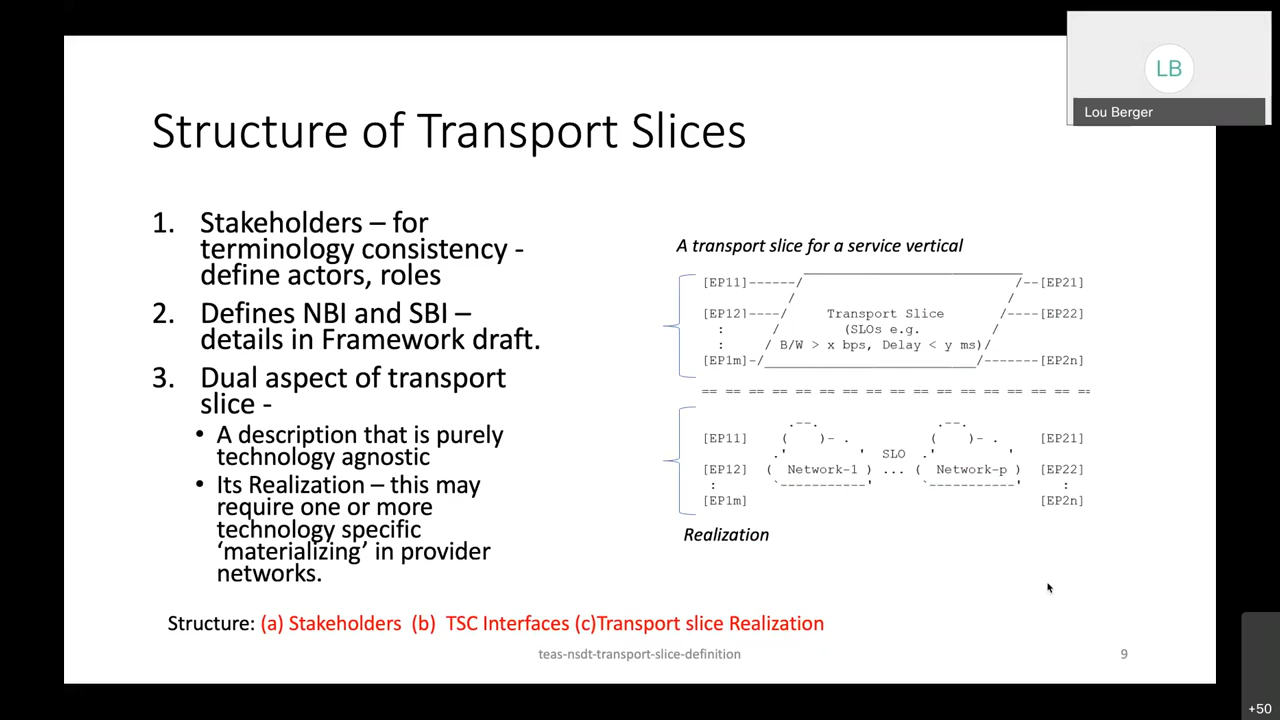 LB
Lou Berger
Structure of Transport Slices
1. Stakeholders – for
terminology consistency -
define actors, roles
2. Defines NBI and SBI –
details in Framework draft.
3. Dual aspect of transport
slice -
• A description that is purely
technology agnostic
• Its Realization – this may
require one or more
technology specific
‘materializing’ in provider
networks.
A transport slice for a service vertical
[EP11]------/ /--[EP21]
/ /
[EP12]----/ Transport Slice /----[EP22]
: / (SLOs e.g. /
: / B/W > x bps, Delay < y ms)/
[EP1m]-/____________________/-------[EP2n]
== == == == == == == == == == == == == == == == ==
.--. .--.
[EP11] ( )- . ( )- . [EP21]
.' ' SLO .' '
[EP12] ( Network-1 ) ... ( Network-p ) [EP22]
: `-----------' `-----------' :
[EP1m] [EP2n]
Realization
Structure: (a) Stakeholders (b) TSC Interfaces (c)Transport slice Realization
teas-nsdt-transport-slice-definition
9
+50